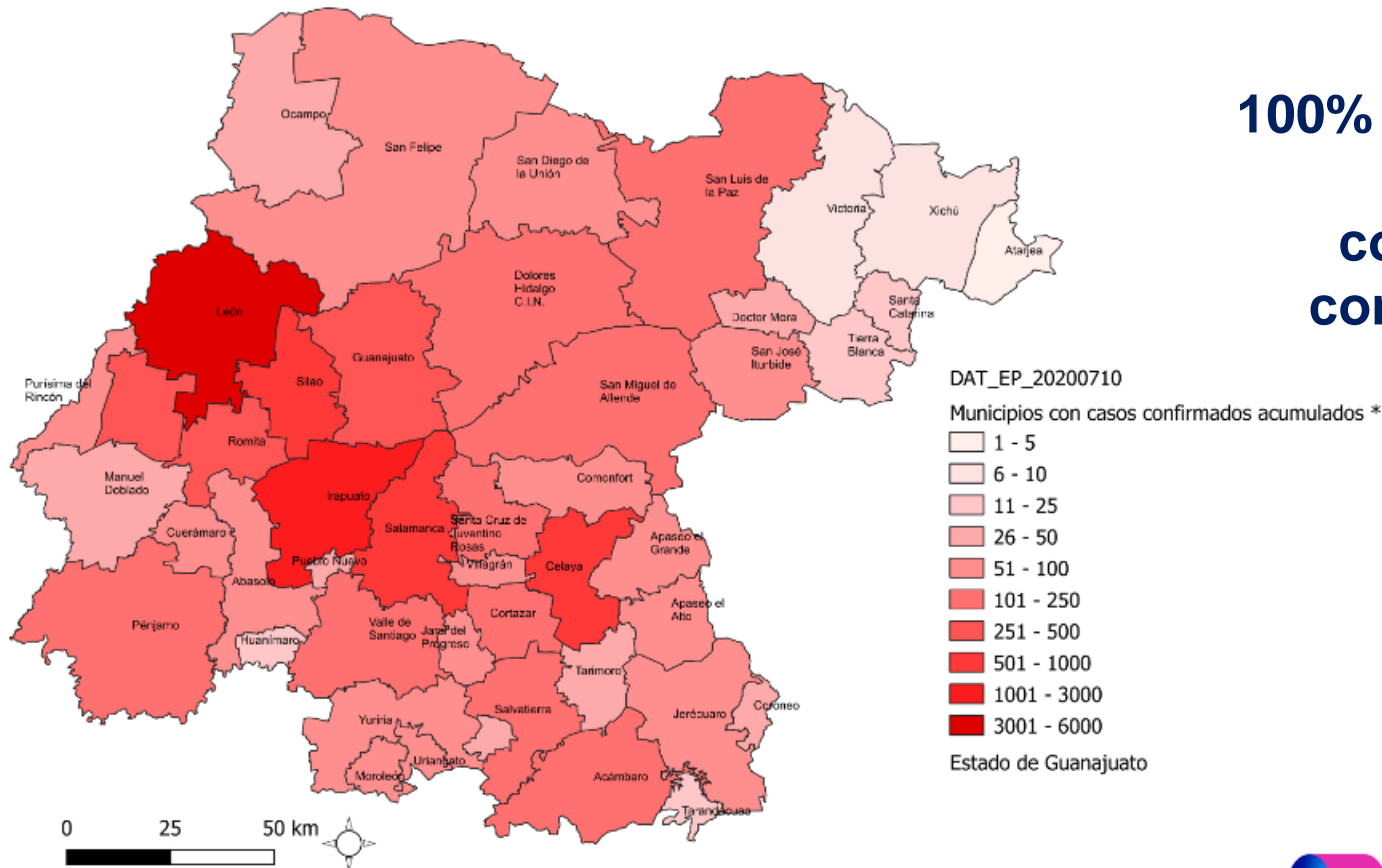 100%
co
con
Ocampo
San Felipe
San Diego de
la Unión
San Luis de
la Paz
Victoria
Xichú
Atarjea
León
Dolores
Hidalgo
C.I.N.
Santa
Catarina
Doctor Mora
Tierra
Blanca
San José
Iturbide
Guanajuato
Silao
San Miguel de
Allende
Purísima del
Rincón
Romita
Manuel
Doblado
Irapuato
Comonfort
Salamanca
Santa Cruz de
Juventino
Rosas
Cuerámaro
Apaseo el
Grande
Pueblo Nuevo
Villagrán
Celaya
Abasolo
Apaseo el
Alto
Cortazar
Pénjamo
Valle de
Santiago
Jaral del
Progreso
Huanímaro
Tarimoro
Salvatierra
Jerécuaro
Coroneo
Yuriria
Uriangato
Moroleón
Acámbaro
Tarandacuao
DAT_EP_20200710
Municipios con casos confirmados acumulados *
1 - 5
6 - 10
11 - 25
26 - 50
51 - 100
101 - 250
251 - 500
501 - 1000
1001 - 3000
3001 - 6000
Estado de Guanajuato
0 25 50 km